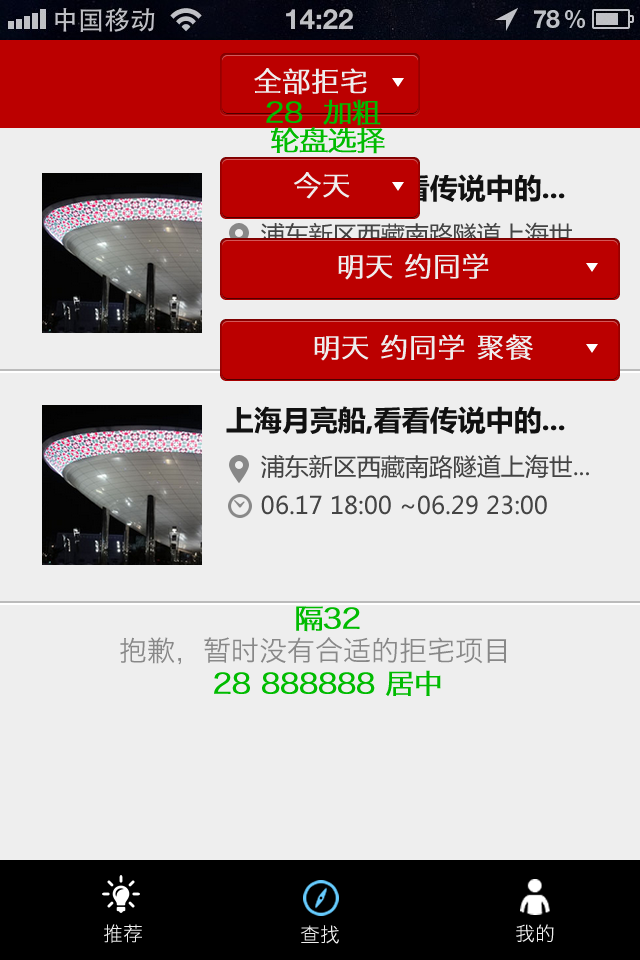 中国移动 14:22 78%
全部拒宅
28 加粗
轮盘选择
今天
看传说中的...
浦东新区西藏南路隧道上海世
明天 约同学
明天 约同学 聚餐
上海月亮船,看看传说中的...
浦东新区西藏南路隧道上海世...
06.17 18:00 ~06.29 23:00
隔32
抱歉，暂时没有合适的拒宅项目
28 888888 居中
推荐 查找 我的